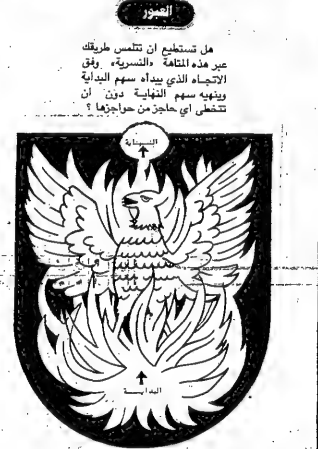 العبور
هل تستطيع ان تتلمس طريقك
عبر هذه المتاهة «النسرية» وفق
الاتجاه الذي يبدأه سهم البداية
وينهيه سهم النهاية دون ان
تتخطى اي حاجز من حواجزها ؟
النهاية
البدايـــة